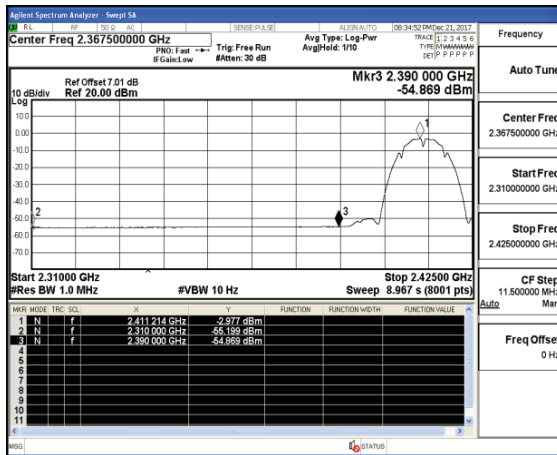 Agilent Spectrum Analyzer - Swept SA
RL RF 50 Ω AC SENSE:PULSE ALIGN AUTO 08:34:52 PM Dec 21, 2017
Center Freq 2.367500000 GHz
PNO: Fast
IFGain:Low
Trig: Free Run
#Atten: 30 dB
Avg Type: Log-Pwr
Avg|Hold: 1/10
TRACE 1 2 3 4 5 6
TYPE MWWWWW
DET P P P P P P
Ref Offset 7.01 dB
10 dB/div Ref 20.00 dBm
Mkr3 2.390 000 GHz
-54.869 dBm
Log
10.0
0.00
-10.0
-20.0
-30.0
-40.0
-50.0
-60.0
-70.0
1
2
3
Start 2.31000 GHz Stop 2.42500 GHz
#Res BW 1.0 MHz #VBW 10 Hz Sweep 8.967 s (8001 pts)
MKR MODE TRC SCL X Y FUNCTION FUNCTION WIDTH FUNCTION VALUE
1 N f 2.411 214 GHz -2.977 dBm
2 N f 2.310 000 GHz -55.199 dBm
3 N f 2.390 000 GHz -54.869 dBm
4
5
6
7
8
9
10
11
MSG STATUS
Frequency
Auto Tune
Center Freq
2.367500000 GHz
Start Freq
2.310000000 GHz
Stop Freq
2.425000000 GHz
CF Step
11.500000 MHz
Auto Man
Freq Offset
0 Hz